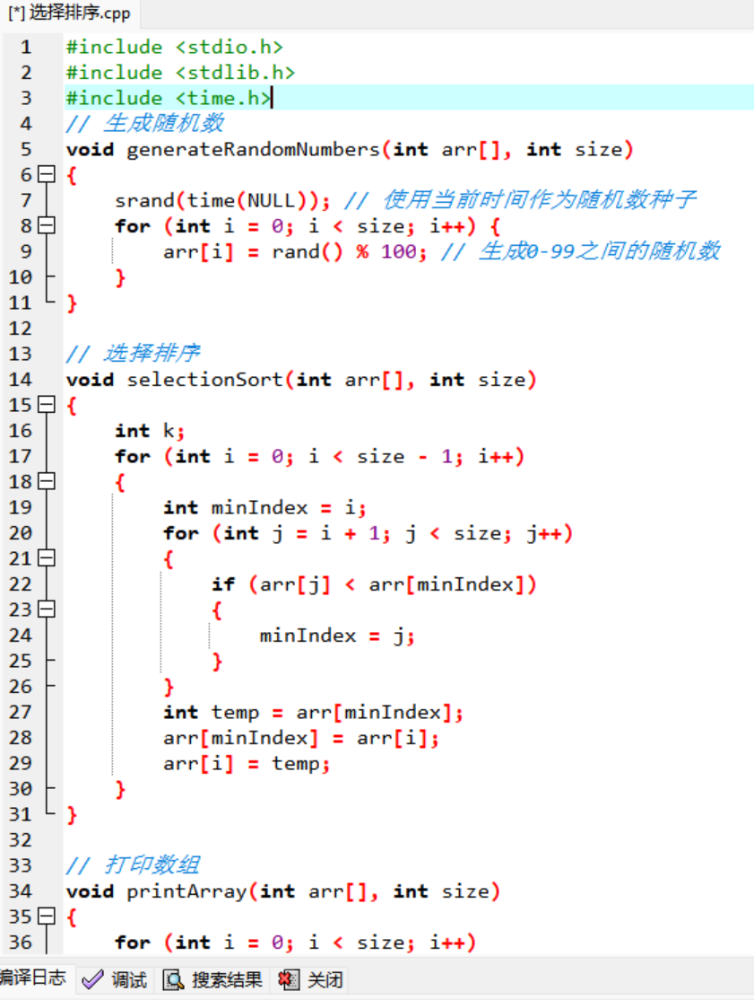 [*] 选择排序.cpp
1 #include <stdio.h>
2 #include <stdlib.h>
3 #include <time.h>
4 // 生成随机数
5 void generateRandomNumbers(int arr[], int size)
6 {
7     srand(time(NULL)); // 使用当前时间作为随机数种子
8     for (int i = 0; i < size; i++) {
9         arr[i] = rand() % 100; // 生成0-99之间的随机数
10     }
11 }
12
13 // 选择排序
14 void selectionSort(int arr[], int size)
15 {
16     int k;
17     for (int i = 0; i < size - 1; i++)
18     {
19         int minIndex = i;
20         for (int j = i + 1; j < size; j++)
21         {
22             if (arr[j] < arr[minIndex])
23             {
24                 minIndex = j;
25             }
26         }
27         int temp = arr[minIndex];
28         arr[minIndex] = arr[i];
29         arr[i] = temp;
30     }
31 }
32
33 // 打印数组
34 void printArray(int arr[], int size)
35 {
36     for (int i = 0; i < size; i++)
编译日志 调试 搜索结果 关闭